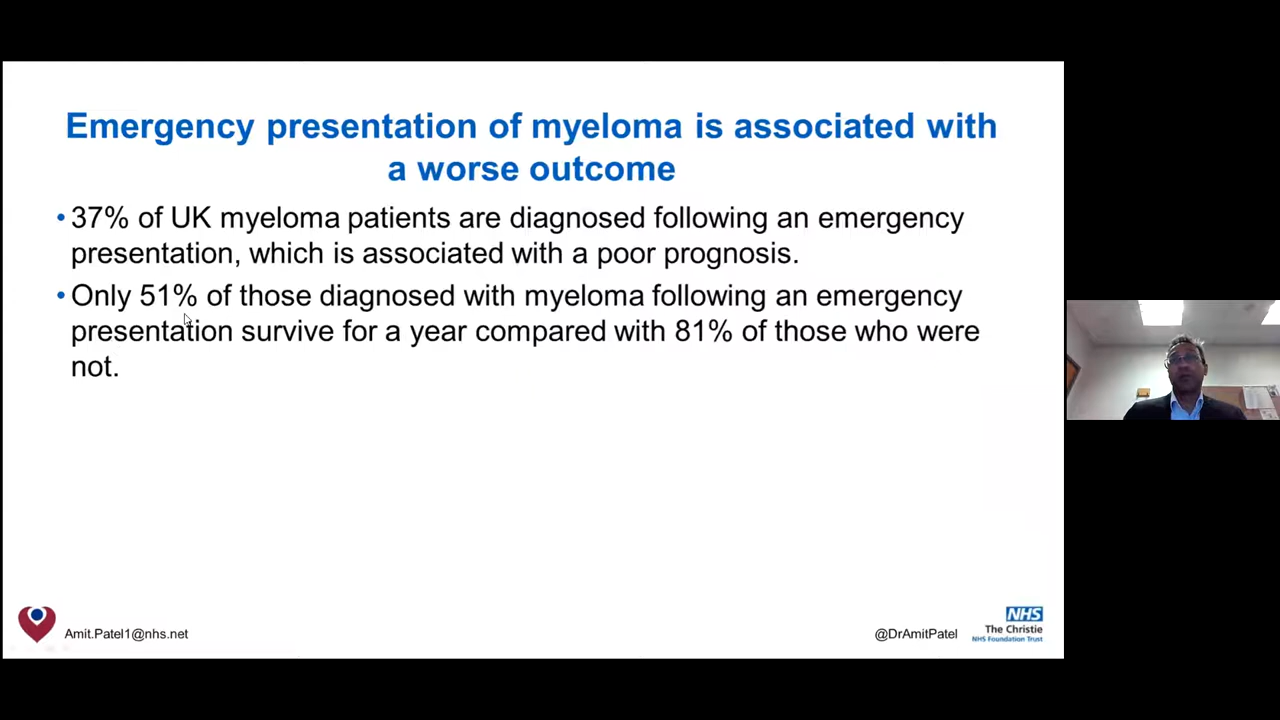 Emergency presentation of myeloma is associated with
a worse outcome
• 37% of UK myeloma patients are diagnosed following an emergency
presentation, which is associated with a poor prognosis.
• Only 51% of those diagnosed with myeloma following an emergency
presentation survive for a year compared with 81% of those who were
not.
Amit.Patel1@nhs.net
@DrAmitPatel
NHS
The Christie
NHS Foundation Trust